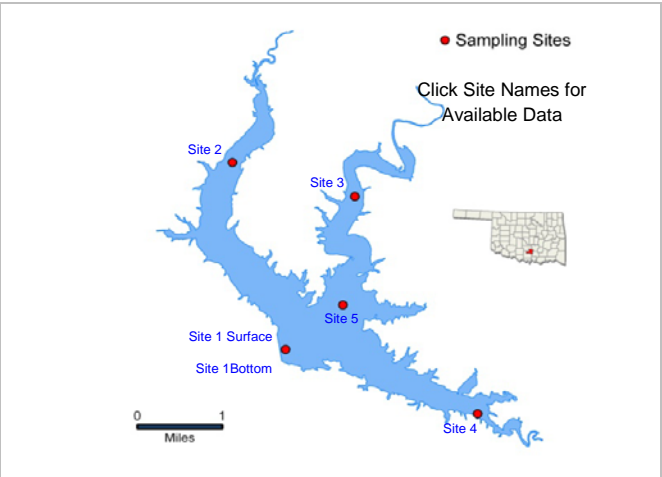 Sampling Sites
Click Site Names for
Available Data
Site 2
Site 3
Site 5
Site 1 Surface
Site 1Bottom
Site 4
0 1
Miles